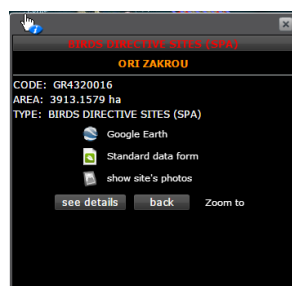 BIRDS DIRECTIVE SITES (SPA)
ORI ZAKROU
CODE: GR4320016
AREA: 3913.1579 ha
TYPE: BIRDS DIRECTIVE SITES (SPA)
Google Earth
Standard data form
show site's photos
see details back Zoom to